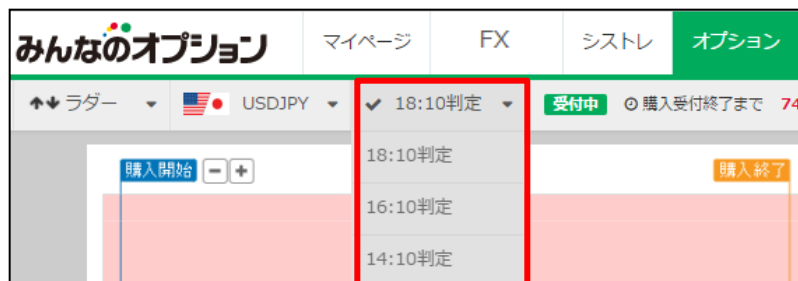 みんなのオプション マイページ FX シストレ オプション
ラダー USDJPY 18:10判定 受付中 購入受付終了まで 74
購入開始 18:10判定 購入終了
16:10判定
14:10判定